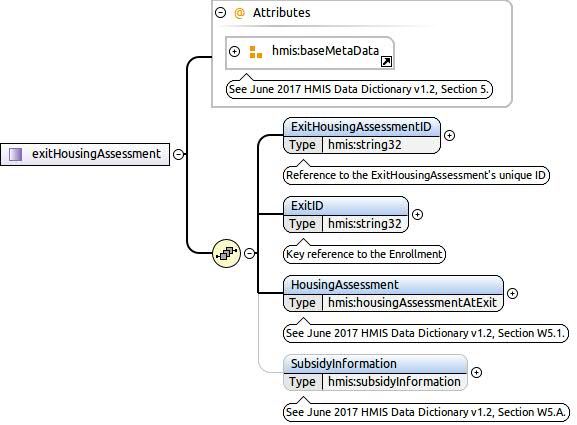 @ Attributes
hmis:baseMetaData
See June 2017 HMIS Data Dictionary v1.2, Section 5.
exitHousingAssessment
ExitHousingAssessmentID
Type hmis:string32
Reference to the ExitHousingAssessment's unique ID
ExitID
Type hmis:string32
Key reference to the Enrollment
HousingAssessment
Type hmis:housingAssessmentAtExit
See June 2017 HMIS Data Dictionary v1.2, Section W5.1.
SubsidyInformation
Type hmis:subsidyInformation
See June 2017 HMIS Data Dictionary v1.2, Section W5.A.